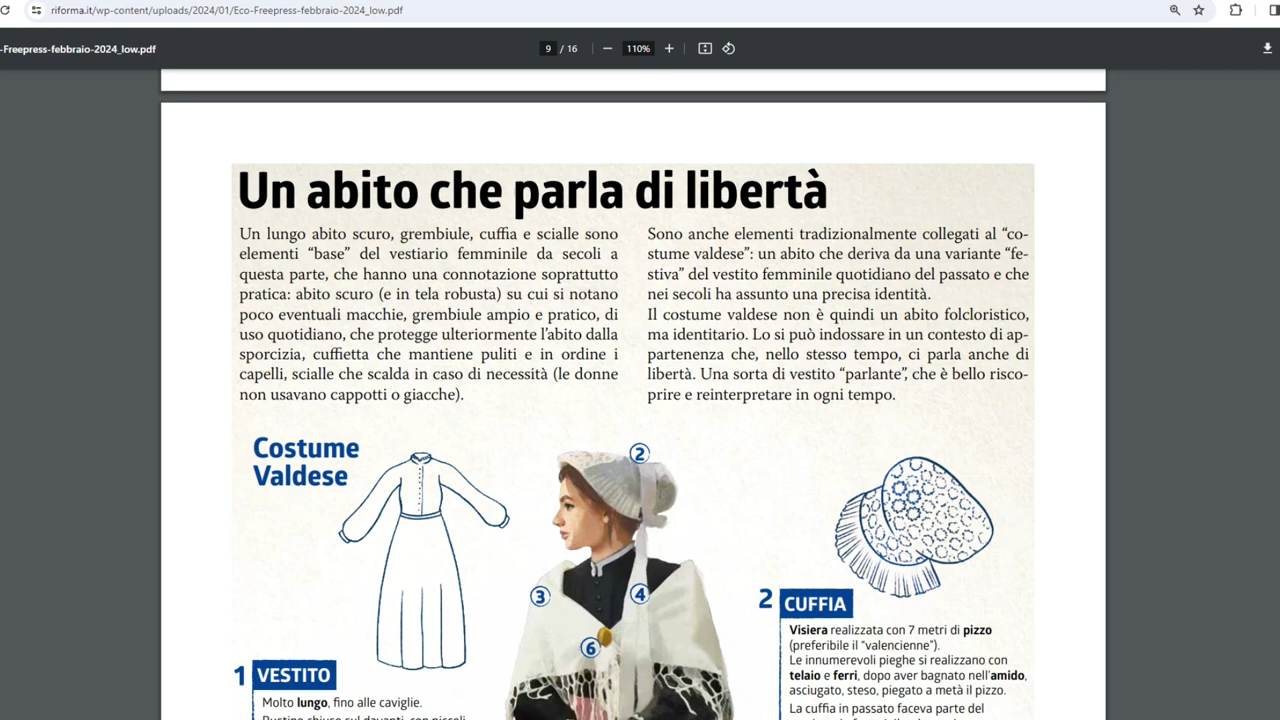 riforma.it/wp-content/uploads/2024/01/Eco-Freepress-febbraio-2024_low.pdf
-Freepress-febbraio-2024_low.pdf
9 / 16
110%
Un abito che parla di libertà
Un lungo abito scuro, grembiule, cuffia e scialle sono
elementi “base” del vestiario femminile da secoli a
questa parte, che hanno una connotazione soprattutto
pratica: abito scuro (e in tela robusta) su cui si notano
poco eventuali macchie, grembiule ampio e pratico, di
uso quotidiano, che protegge ulteriormente l’abito dalla
sporcizia, cuffietta che mantiene puliti e in ordine i
capelli, scialle che scalda in caso di necessità (le donne
non usavano cappotti o giacche).
Sono anche elementi tradizionalmente collegati al “co-
stume valdese”: un abito che deriva da una variante “fe-
stiva” del vestito femminile quotidiano del passato e che
nei secoli ha assunto una precisa identità.
Il costume valdese non è quindi un abito folcloristico,
ma identitario. Lo si può indossare in un contesto di ap-
partenenza che, nello stesso tempo, ci parla anche di
libertà. Una sorta di vestito “parlante”, che è bello risco-
prire e reinterpretare in ogni tempo.
Costume
Valdese
2
3
4
6
1 VESTITO
Molto lungo, fino alle caviglie.
2 CUFFIA
Visiera realizzata con 7 metri di pizzo
(preferibile il “valencienne”).
Le innumerevoli pieghe si realizzano con
telaio e ferri, dopo aver bagnato nell’amido,
asciugato, steso, piegato a metà il pizzo.
La cuffia in passato faceva parte del